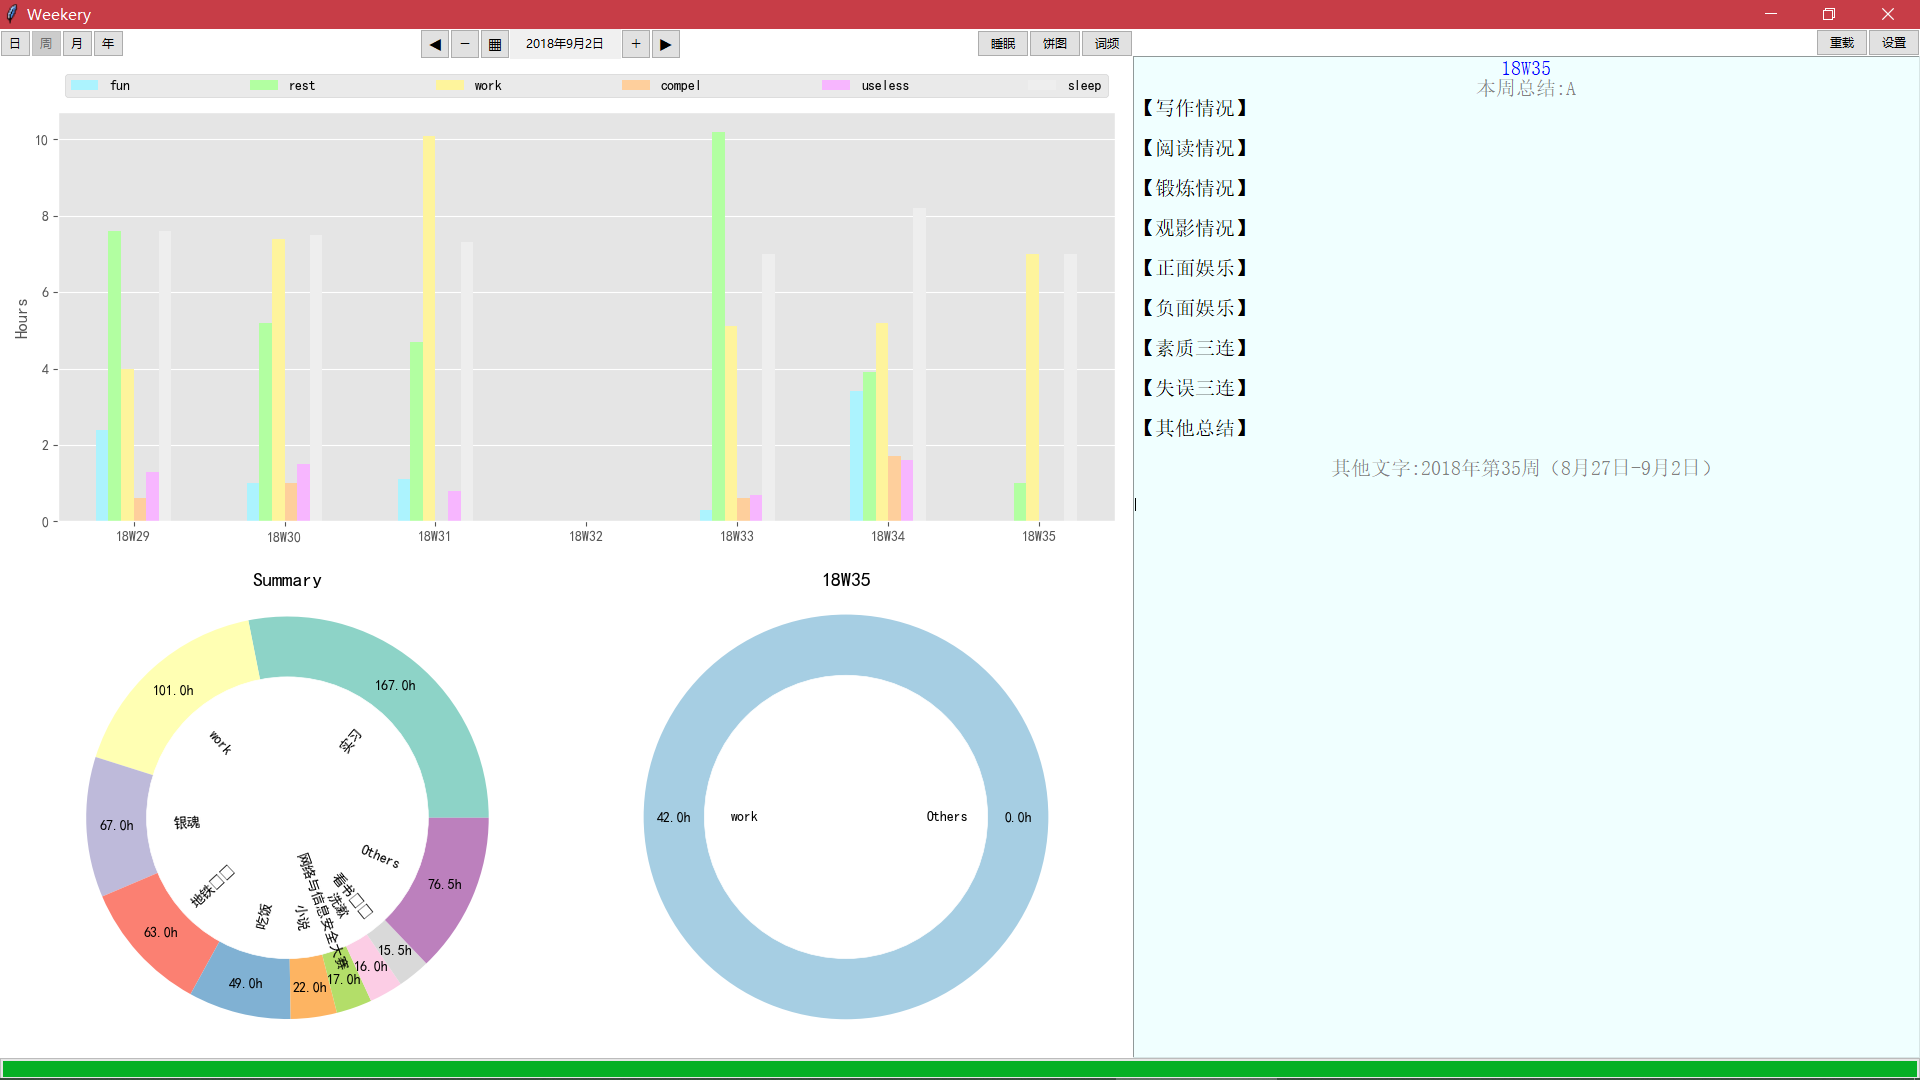 Weekery
日 周 月 年 ◀ − ▦ 2018年9月2日 + ▶ 睡眠 饼图 词频 重载 设置
fun rest work compel useless sleep
10
8
6
4
2
0
Hours
18W29 18W30 18W31 18W32 18W33 18W34 18W35
Summary
167.0h
101.0h
67.0h
63.0h
49.0h
22.0h
17.0h
16.0h
15.5h
76.5h
实习
work
银魂
地铁□□
吃饭
小说
网络与信息安全大赛
洗漱
看书□□
Others
18W35
42.0h work Others 0.0h
18W35
本周总结:A
【写作情况】
【阅读情况】
【锻炼情况】
【观影情况】
【正面娱乐】
【负面娱乐】
【素质三连】
【失误三连】
【其他总结】
其他文字:2018年第35周（8月27日-9月2日）